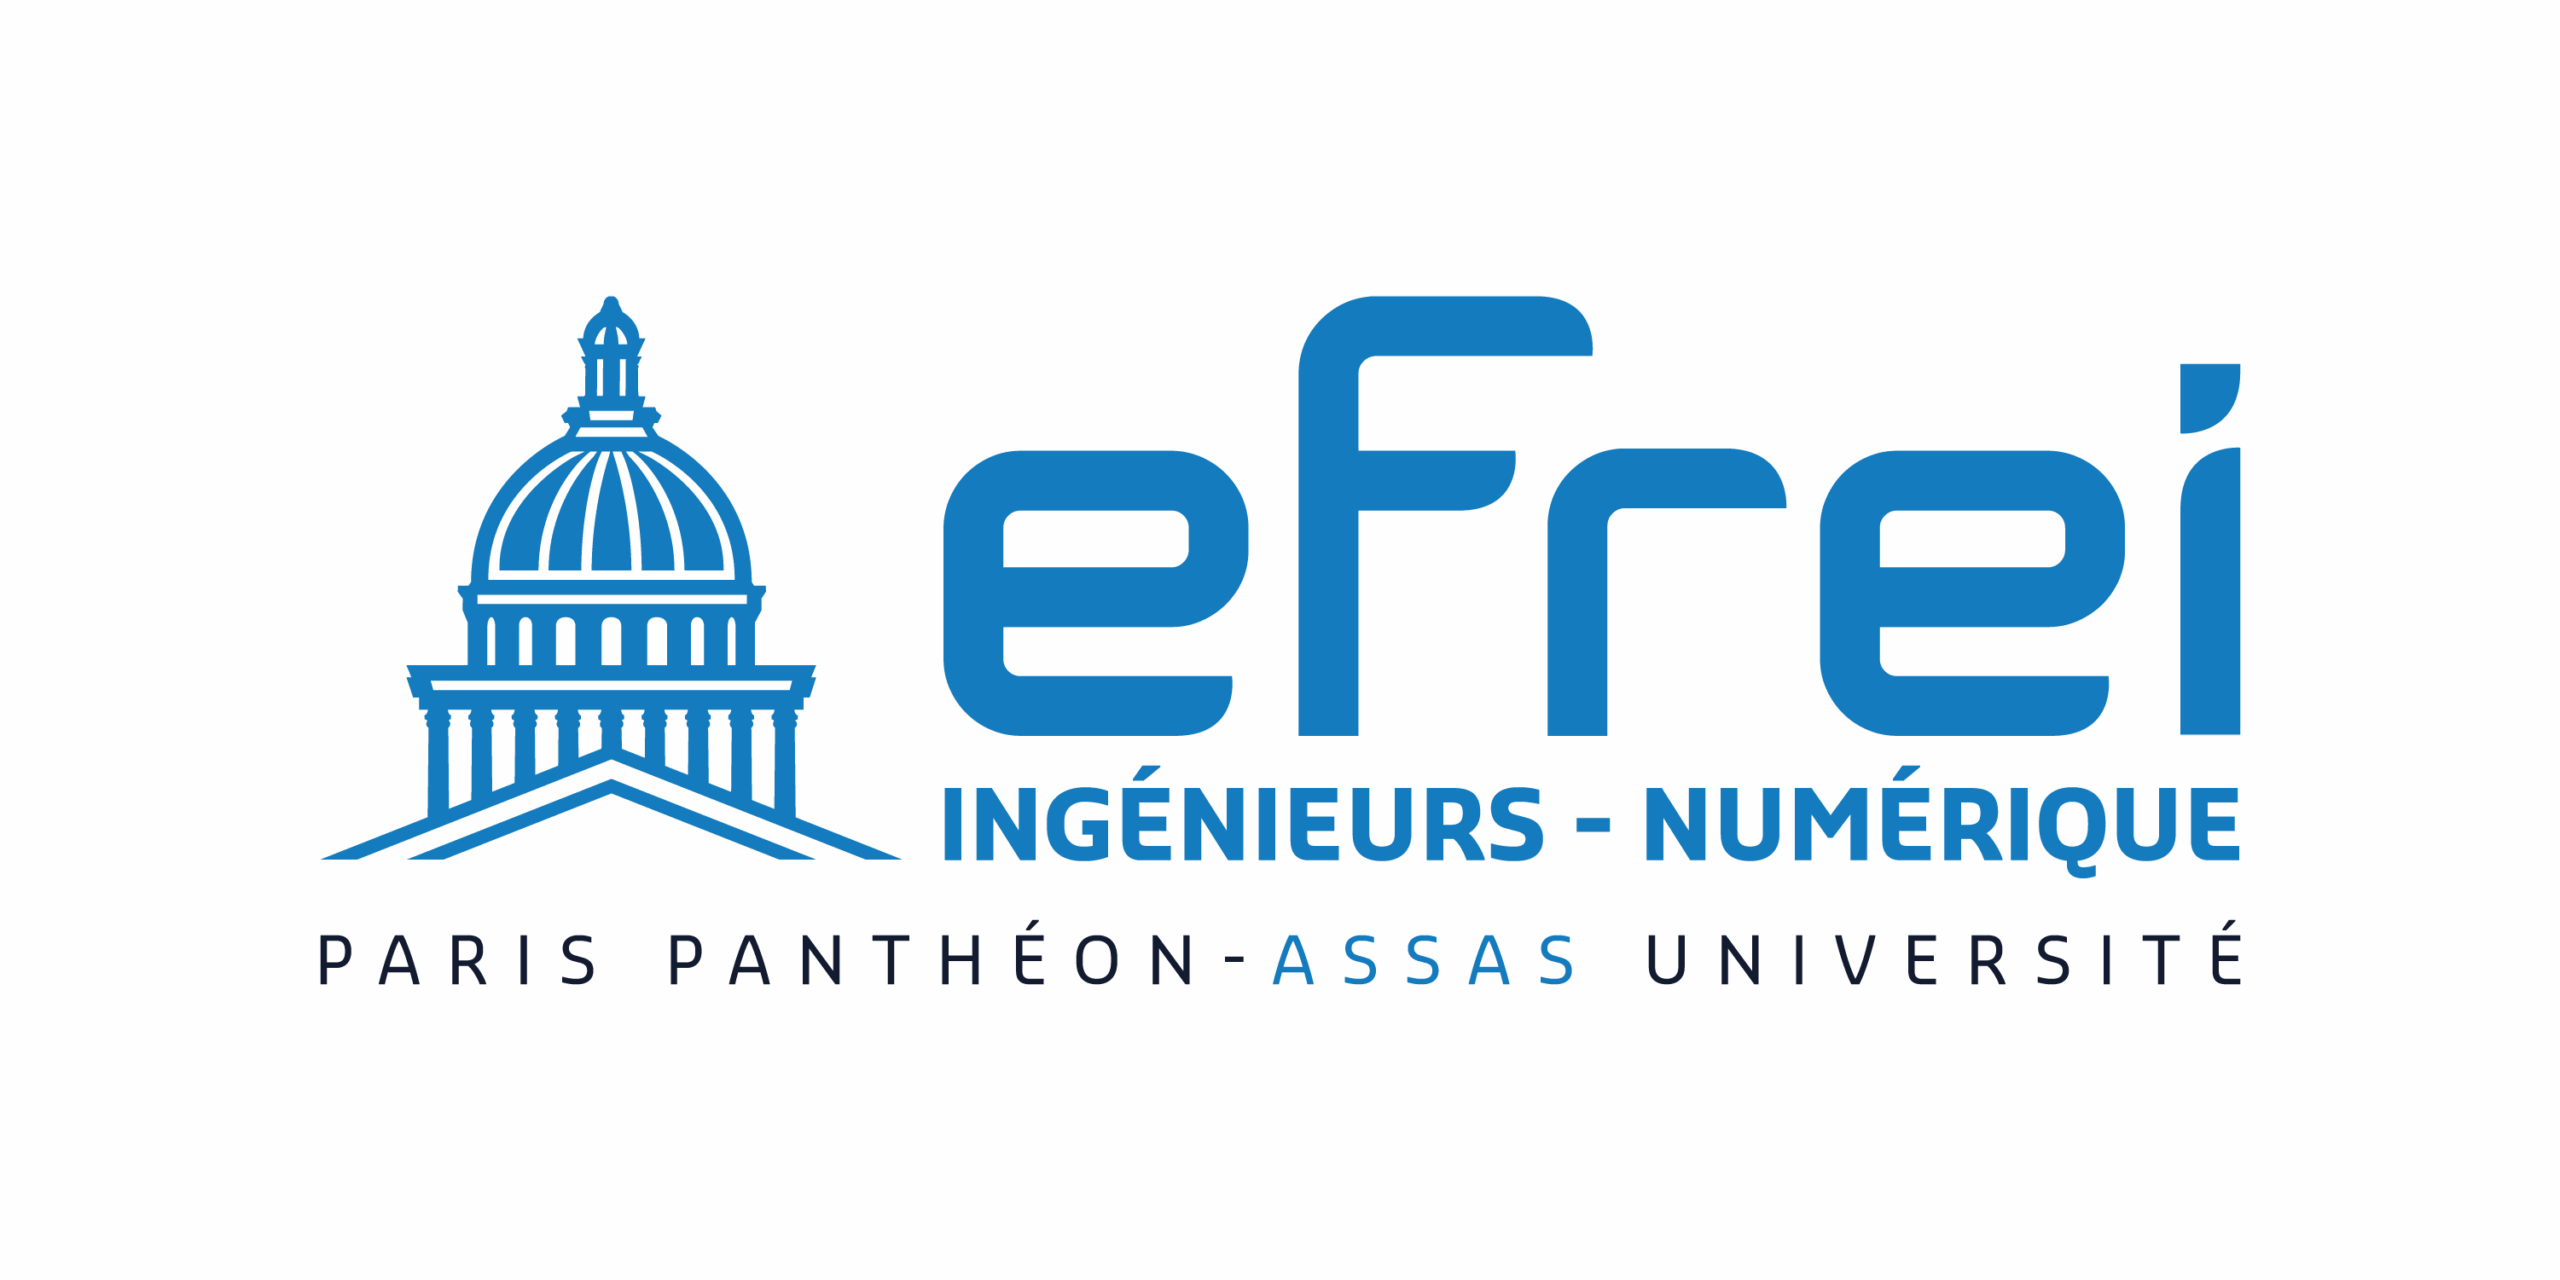 efrei
INGÉNIEURS - NUMÉRIQUE
PARIS PANTHÉON-ASSAS UNIVERSITÉ